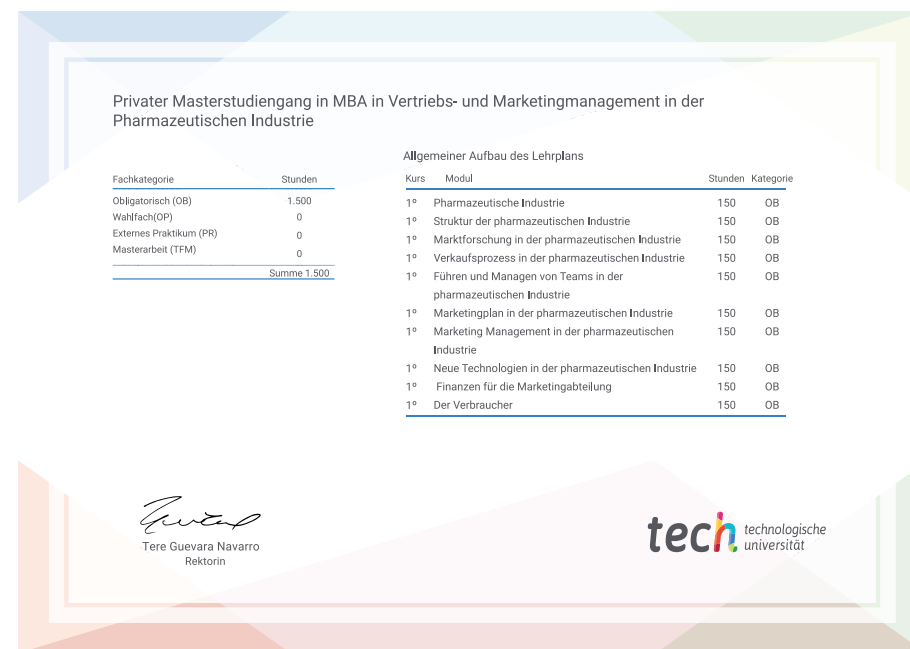 Privater Masterstudiengang in MBA in Vertriebs- und Marketingmanagement in der
Pharmazeutischen Industrie
Fachkategorie Stunden
Obligatorisch (OB) 1.500
Wahlfach(OP) 0
Externes Praktikum (PR) 0
Masterarbeit (TFM) 0
Summe 1.500
Allgemeiner Aufbau des Lehrplans
Kurs Modul Stunden Kategorie
1º Pharmazeutische Industrie 150 OB
1º Struktur der pharmazeutischen Industrie 150 OB
1º Marktforschung in der pharmazeutischen Industrie 150 OB
1º Verkaufsprozess in der pharmazeutischen Industrie 150 OB
1º Führen und Managen von Teams in der 150 OB
pharmazeutischen Industrie
1º Marketingplan in der pharmazeutischen Industrie 150 OB
1º Marketing Management in der pharmazeutischen 150 OB
Industrie
1º Neue Technologien in der pharmazeutischen Industrie 150 OB
1º Finanzen für die Marketingabteilung 150 OB
1º Der Verbraucher 150 OB
Tere Guevara Navarro
Rektorin
tech technologische
universität